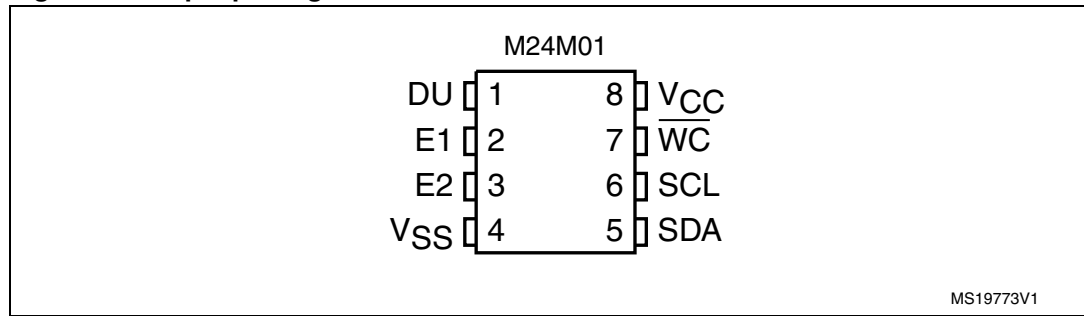 M24M01
DU 1 8 VCC
E1 2 7 WC
E2 3 6 SCL
VSS 4 5 SDA
MS19773V1